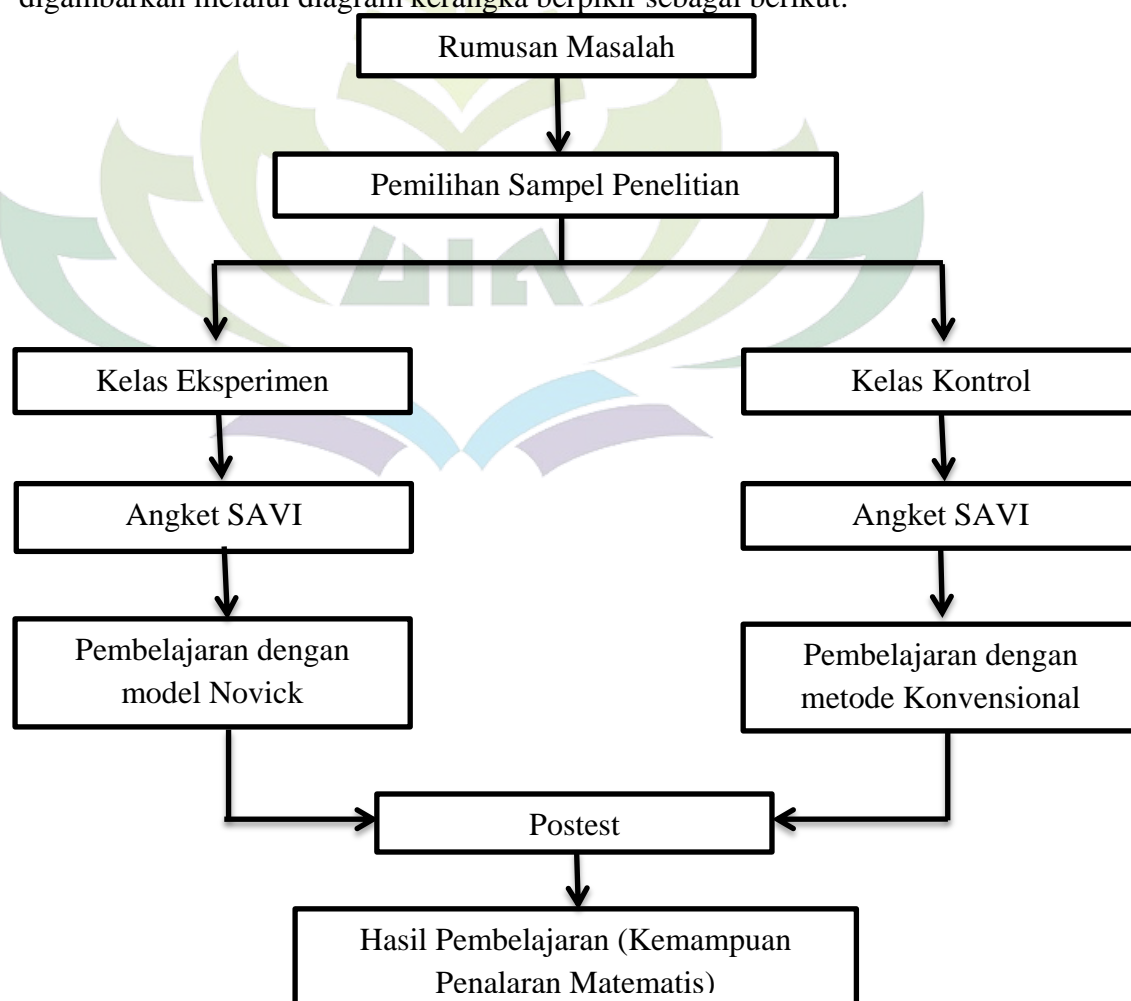 digambarkan melalui diagram kerangka berpikir sebagai berikut:
Rumusan Masalah
Pemilihan Sampel Penelitian
Kelas Eksperimen
Kelas Kontrol
Angket SAVI
Angket SAVI
Pembelajaran dengan
model Novick
Pembelajaran dengan
metode Konvensional
Postest
Hasil Pembelajaran (Kemampuan
Penalaran Matematis)